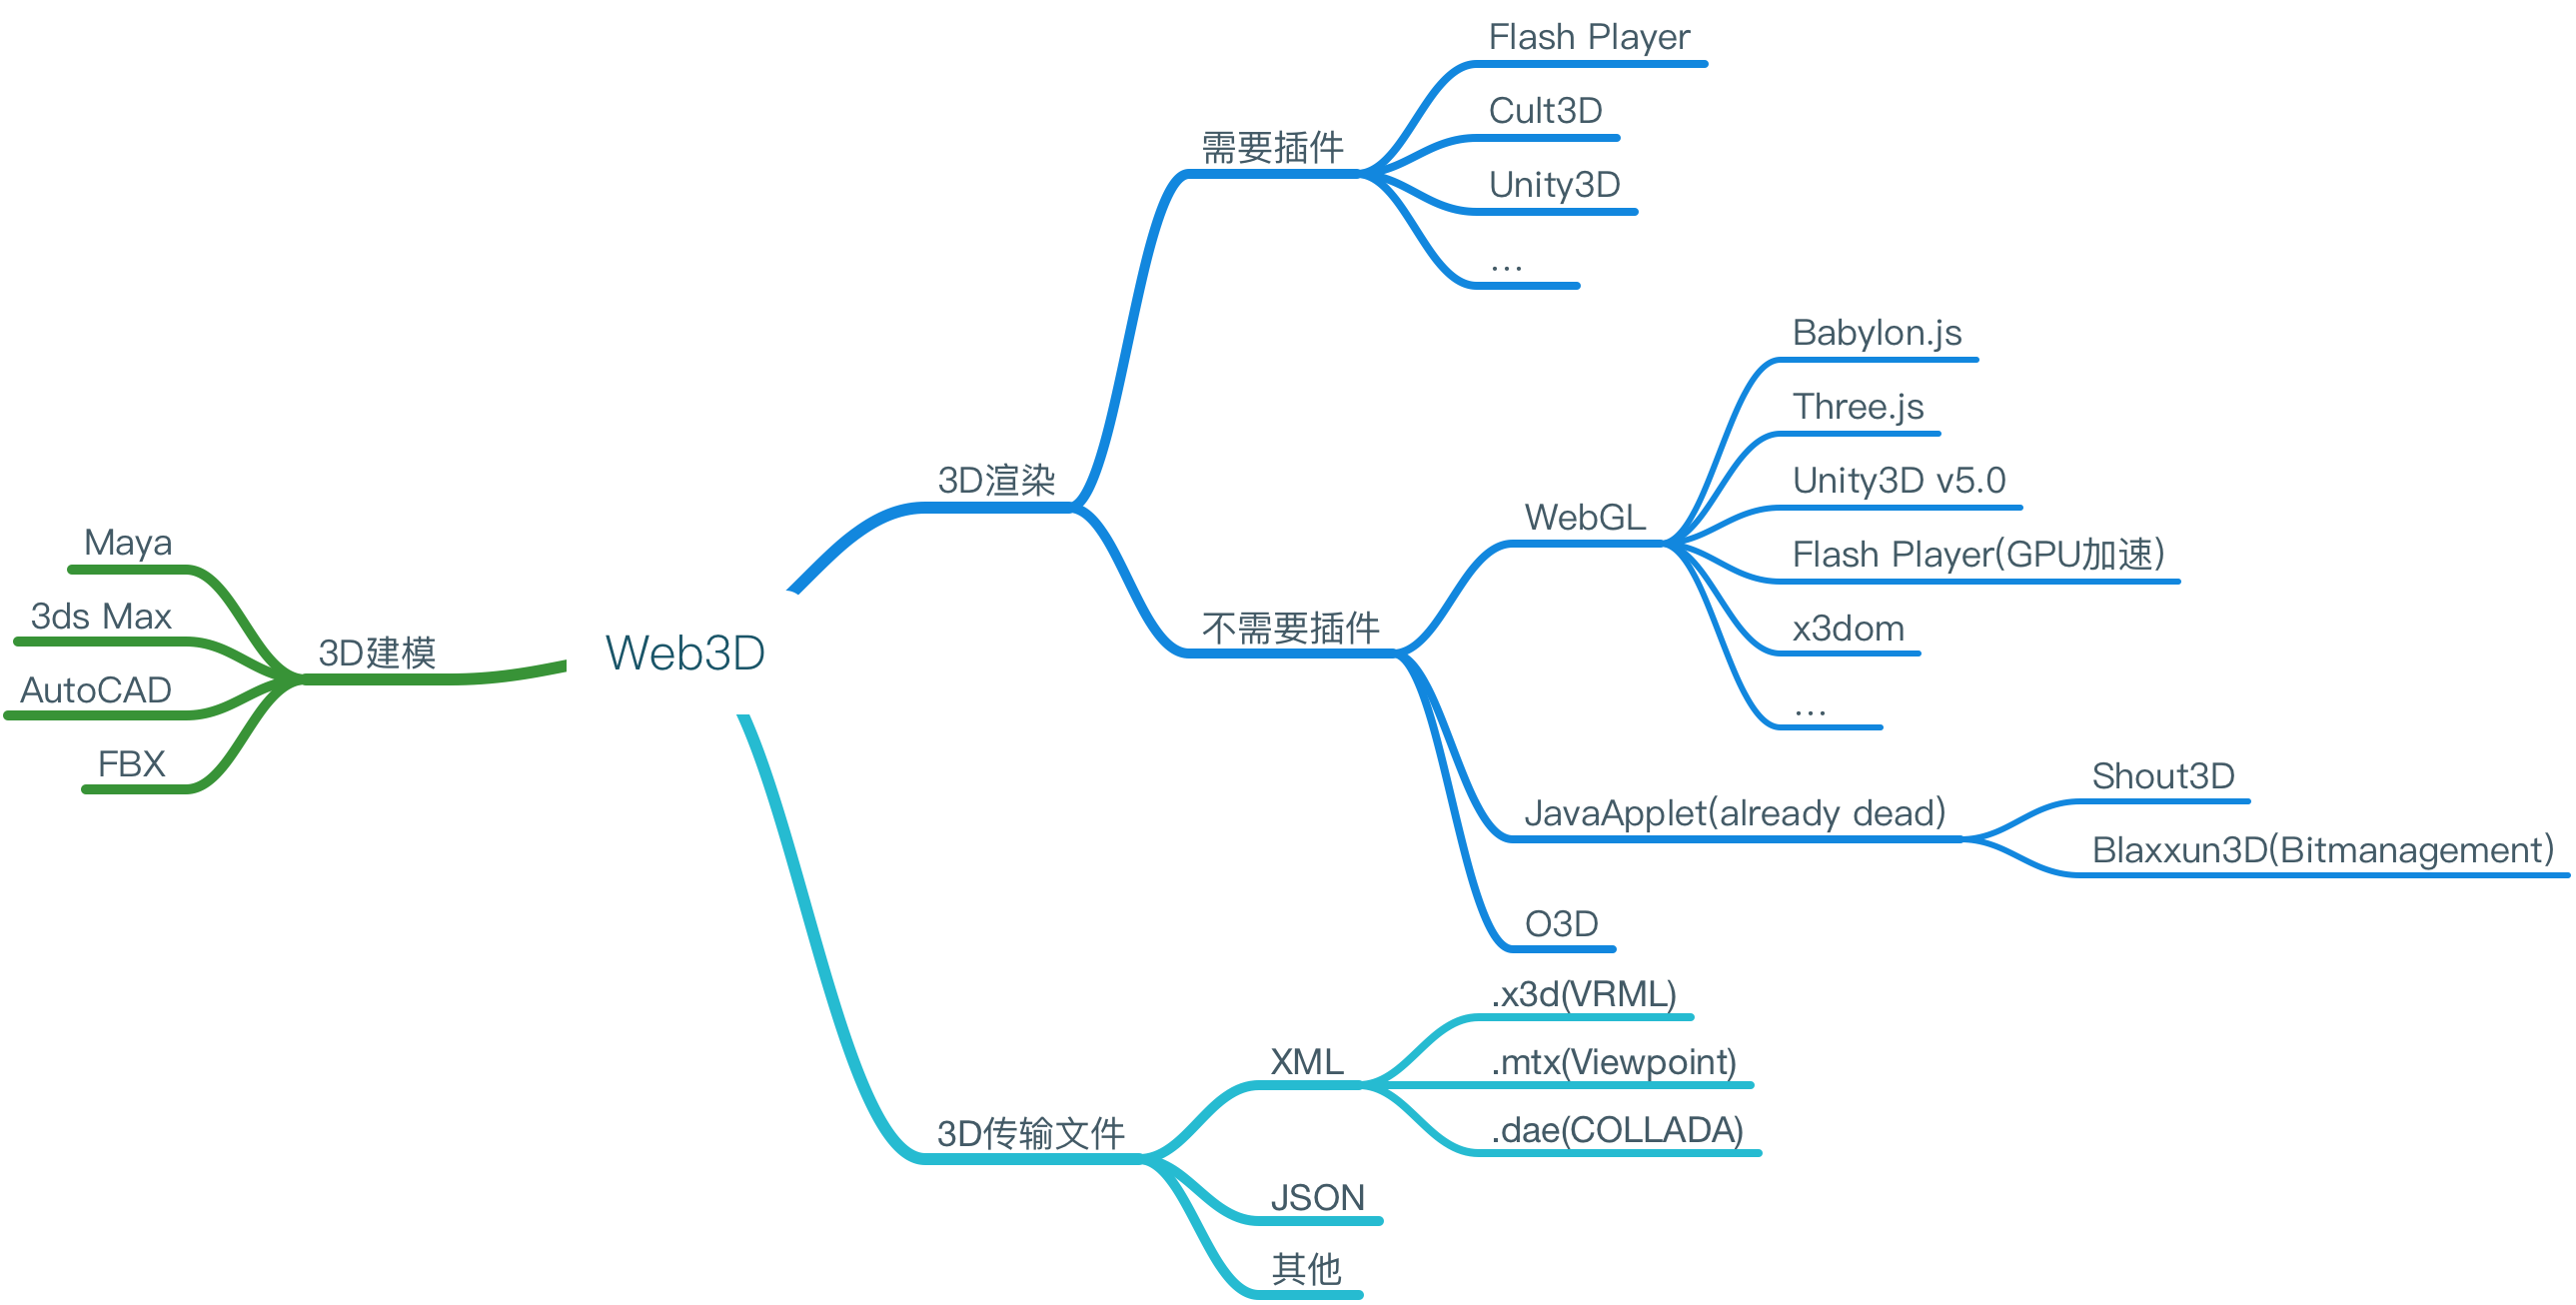 Web3D
3D建模
Maya
3ds Max
AutoCAD
FBX
3D渲染
需要插件
Flash Player
Cult3D
Unity3D
...
不需要插件
WebGL
Babylon.js
Three.js
Unity3D v5.0
Flash Player(GPU加速)
x3dom
...
JavaApplet(already dead)
Shout3D
Blaxxun3D(Bitmanagement)
O3D
3D传输文件
XML
.x3d(VRML)
.mtx(Viewpoint)
.dae(COLLADA)
JSON
其他